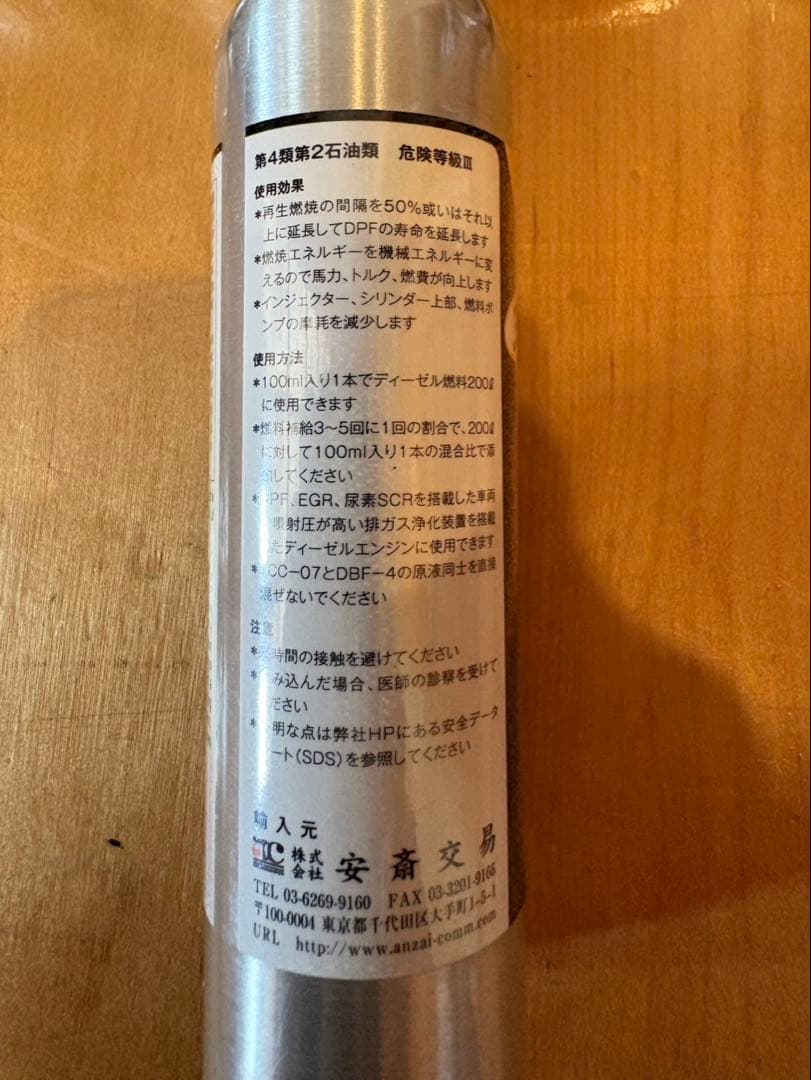 第4類第2石油類　危険等級Ⅲ
使用効果
*再生燃焼の間隔を50%或いはそれ以
上に延長してDPFの寿命を延長します
*燃焼エネルギーを機械エネルギーに変
えるので馬力、トルク、燃費が向上します
*インジェクター、シリンダー上部、燃料ポ
ンプの摩耗を減少します
使用方法
*100ml入り1本でディーゼル燃料200ℓ
に使用できます
*燃料補給3〜5回に1回の割合で、200ℓ
に対して100ml入り1本の混合比で添
してください
PF、EGR、尿素SCRを搭載した車両
噴射圧が高い排ガス浄化装置を搭載
たディーゼルエンジンに使用できます
*CC-07とDBF-4の原液同士を直接
混ぜないでください
注意
*時間の接触を避けてください
*み込んだ場合、医師の診察を受けて
ださい
*明な点は弊社HPにある安全データ
ート(SDS)を参照してください
輸入元
株式会社 安斎交易
TEL 03-6269-9160 FAX 03-3201-9166
〒100-0004 東京都千代田区大手町1-5-1
URL http://www.anzai-comm.com